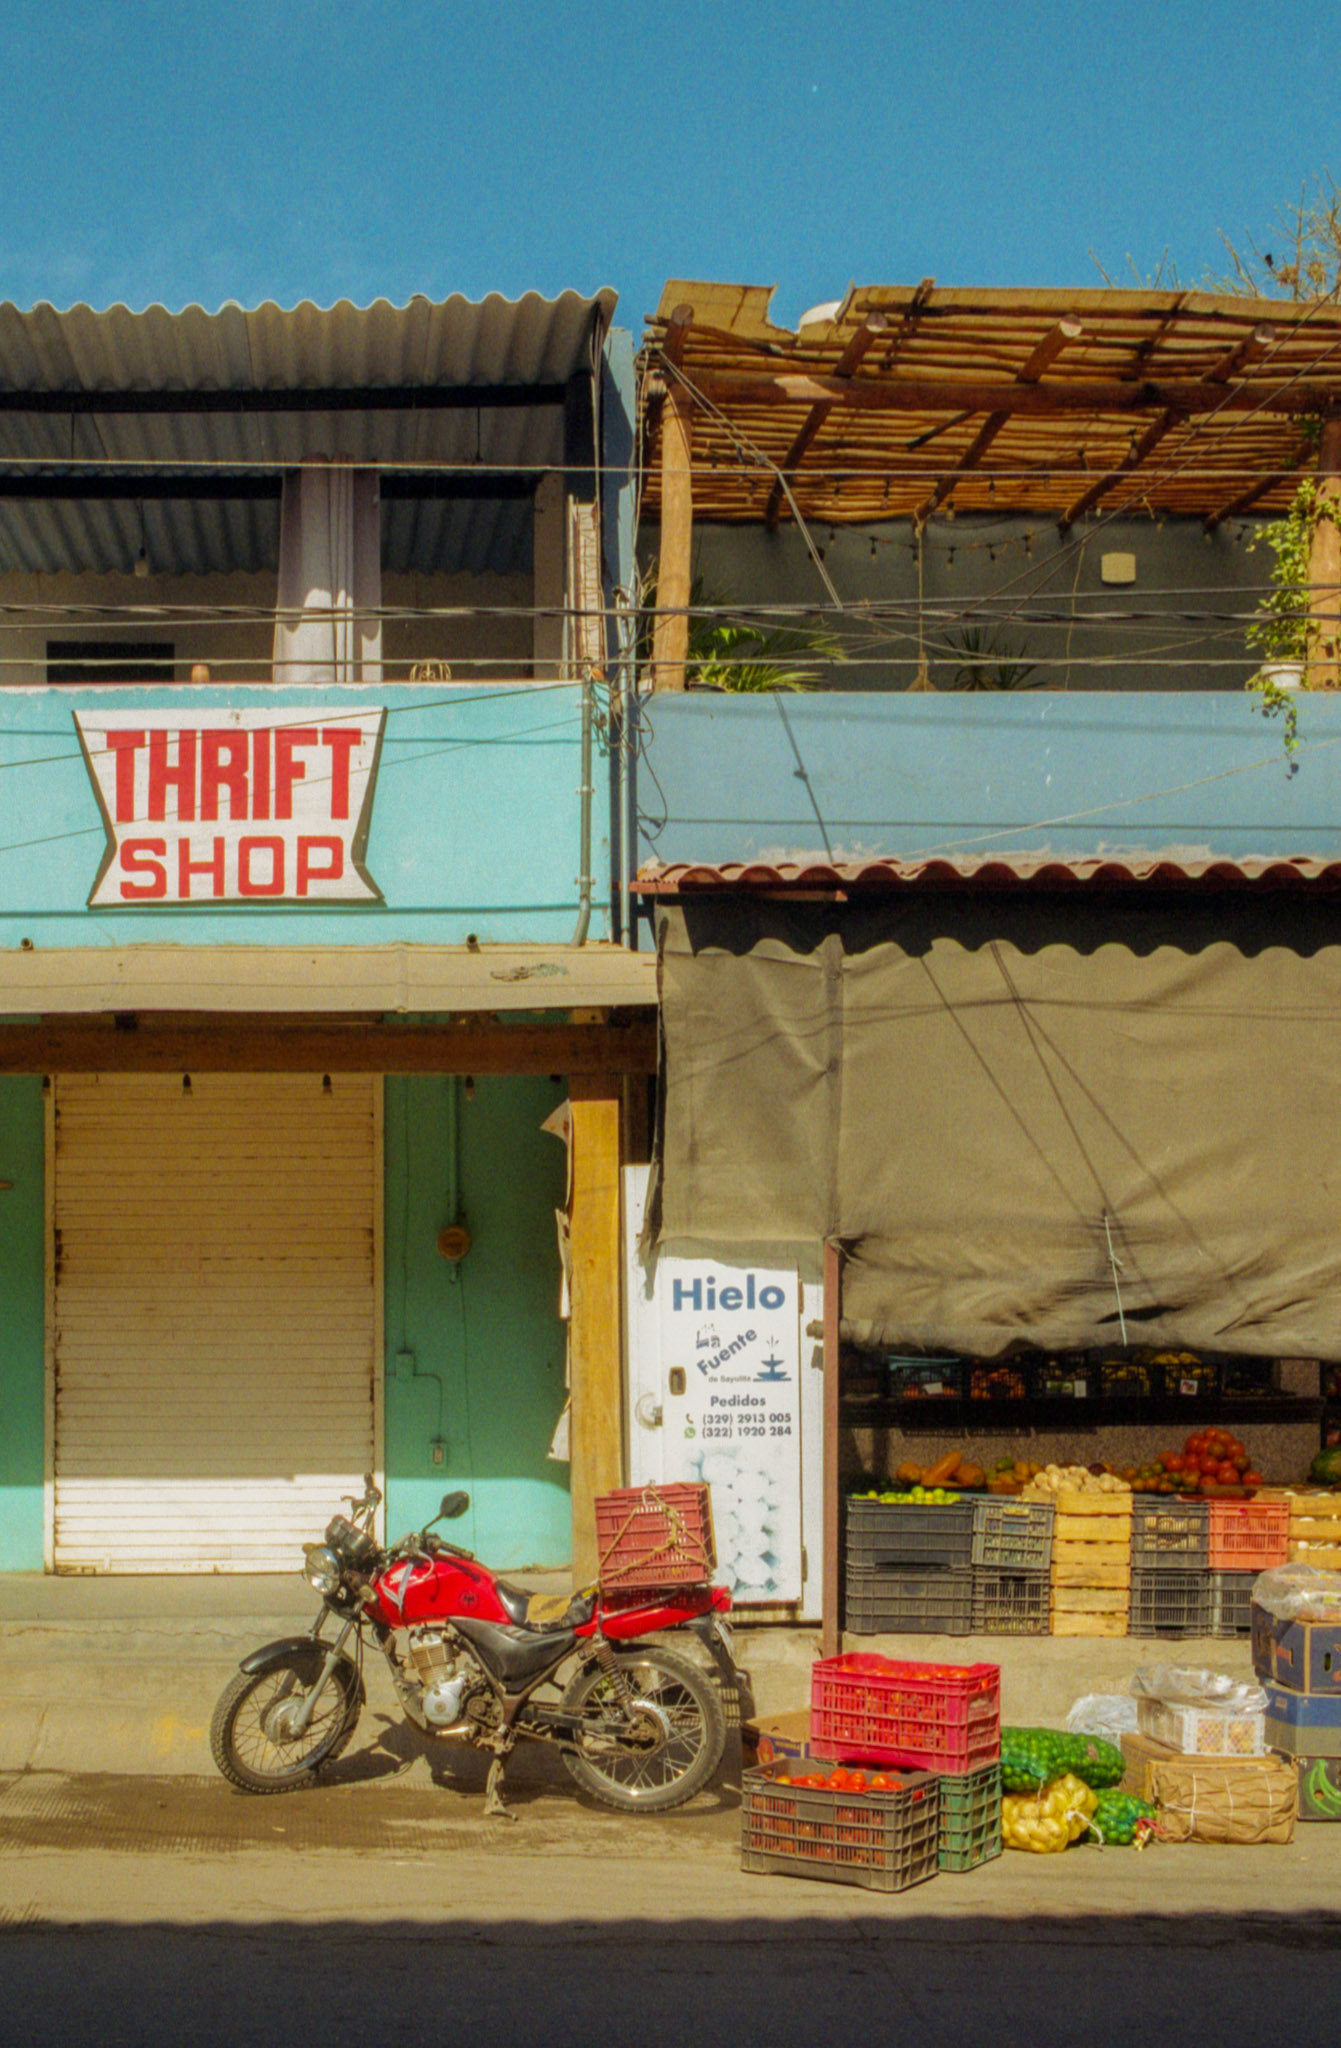 THRIFT
SHOP
Hielo
La
Fuente
de Sayulita
Pedidos
(329) 2913 005
(322) 1920 284